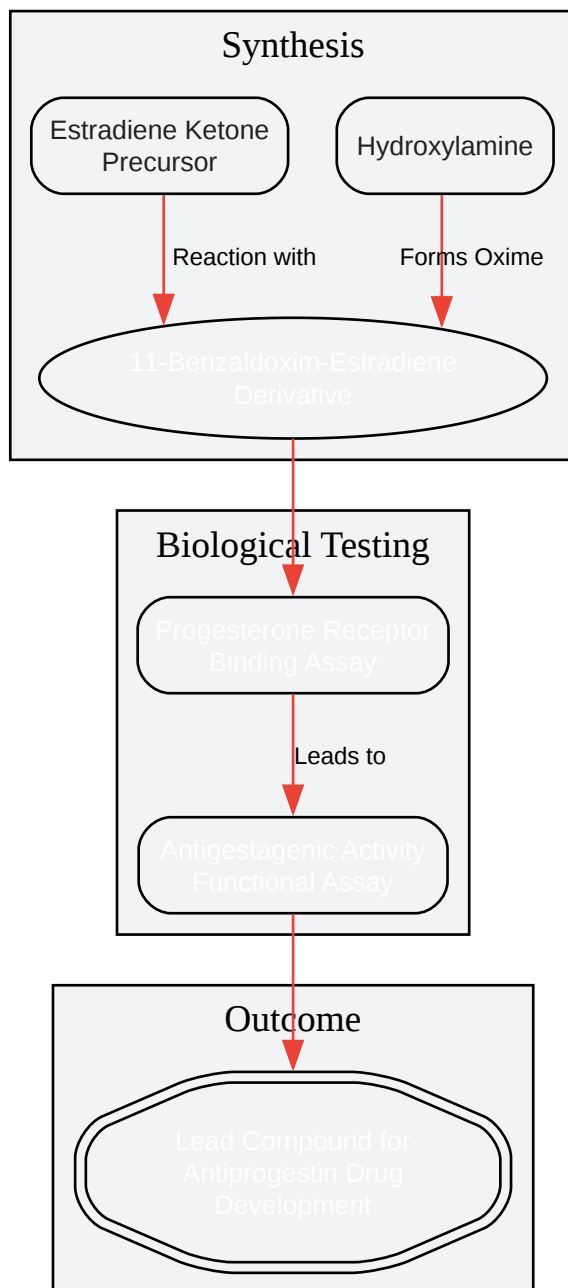 Synthesis
Estradiene Ketone
Precursor
Hydroxylamine
Reaction with
Forms Oxime
11-Benzaldoxim-Estradiene
Derivative
Biological Testing
Progesterone Receptor
Binding Assay
Leads to
Antigestagenic Activity
Functional Assay
Outcome
Lead Compound for
Antiprogestin Drug
Development